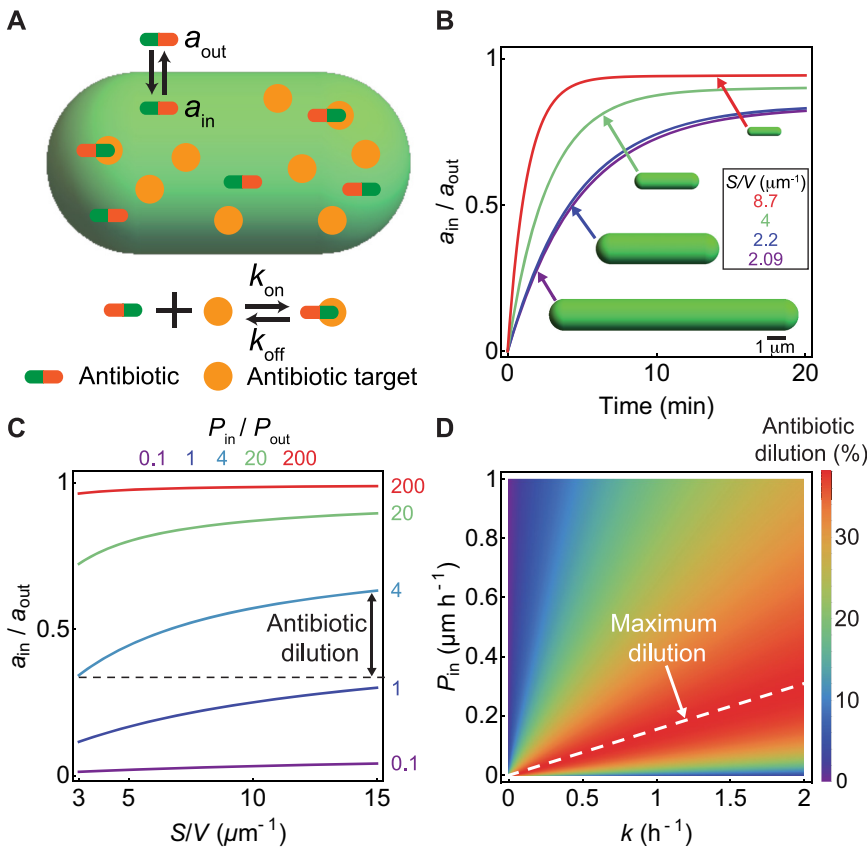 A
a_out
a_in
k_on
k_off
Antibiotic
Antibiotic target
B
a_in / a_out
1
0.5
0
0
10
20
Time (min)
S/V (μm⁻¹)
8.7
4
2.2
2.09
1 μm
C
P_in / P_out
0.1 1 4 20 200
a_in / a_out
1
0.5
0
200
20
4
1
0.1
Antibiotic
dilution
3
5
10
15
S/V (μm⁻¹)
D
Antibiotic
dilution (%)
P_in (μm h⁻¹)
1
0.8
0.6
0.4
0.2
0
Maximum
dilution
0
0.5
1
1.5
2
k (h⁻¹)
30
20
10
0